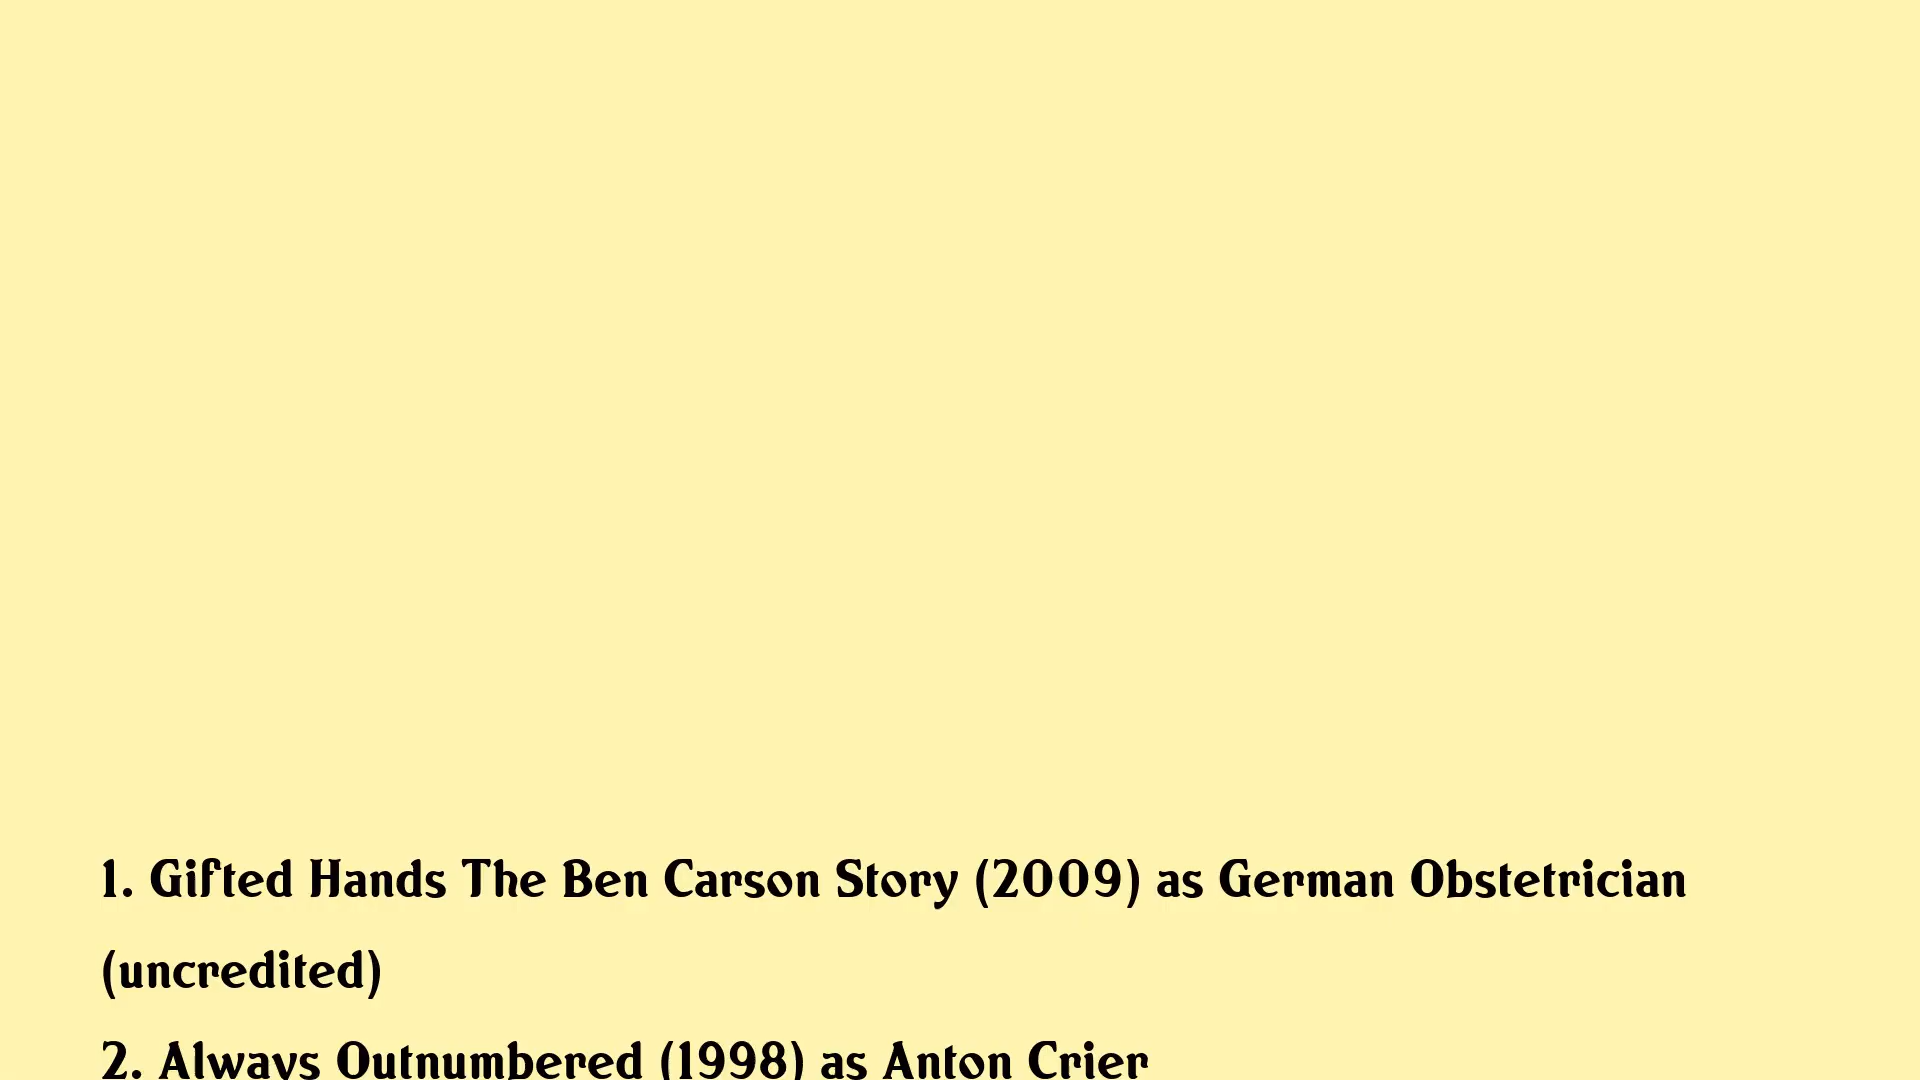 1. Gifted Hands The Ben Carson Story (2009) as German Obstetrician
(uncredited)
2. Always Outnumbered (1998) as Anton Crier